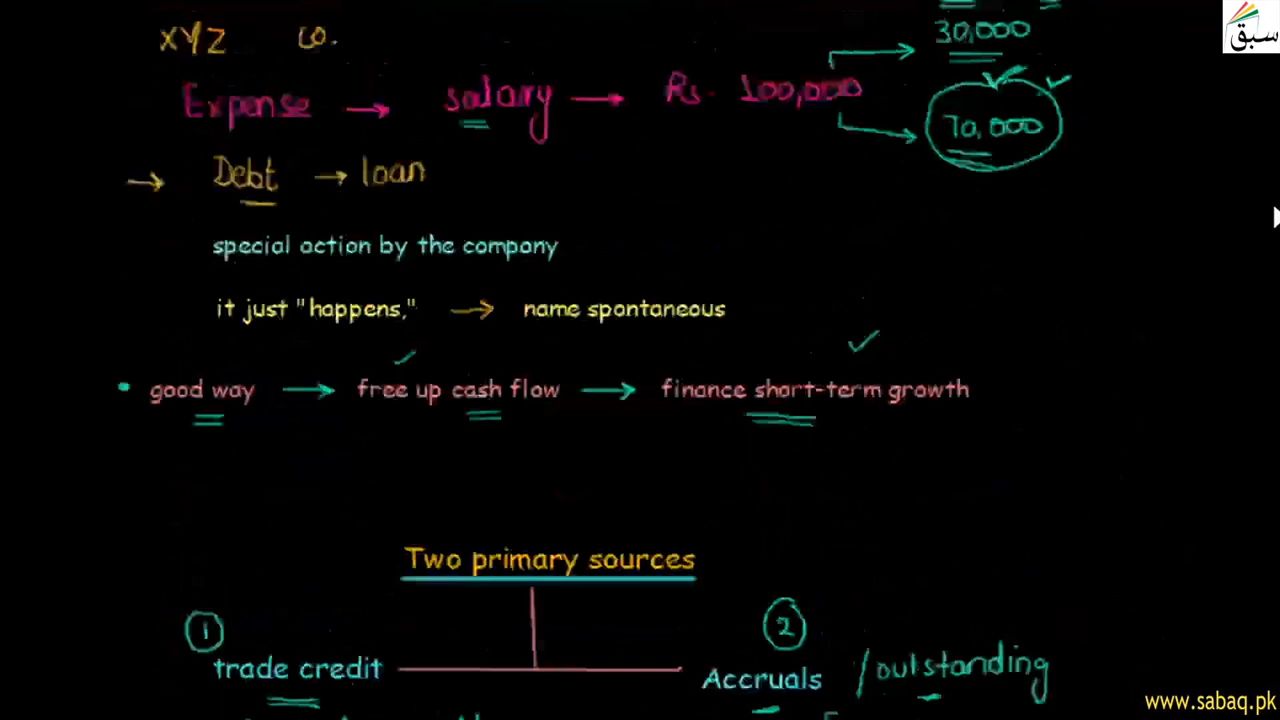 سبق
30,000
XYZ co.
Expense → salary → Rs. 100,000
70,000
→ Debt → loan
special action by the company
it just "happens," → name spontaneous
• good way → free up cash flow → finance short-term growth
Two primary sources
1 2
trade credit Accruals /outstanding
www.sabaq.pk